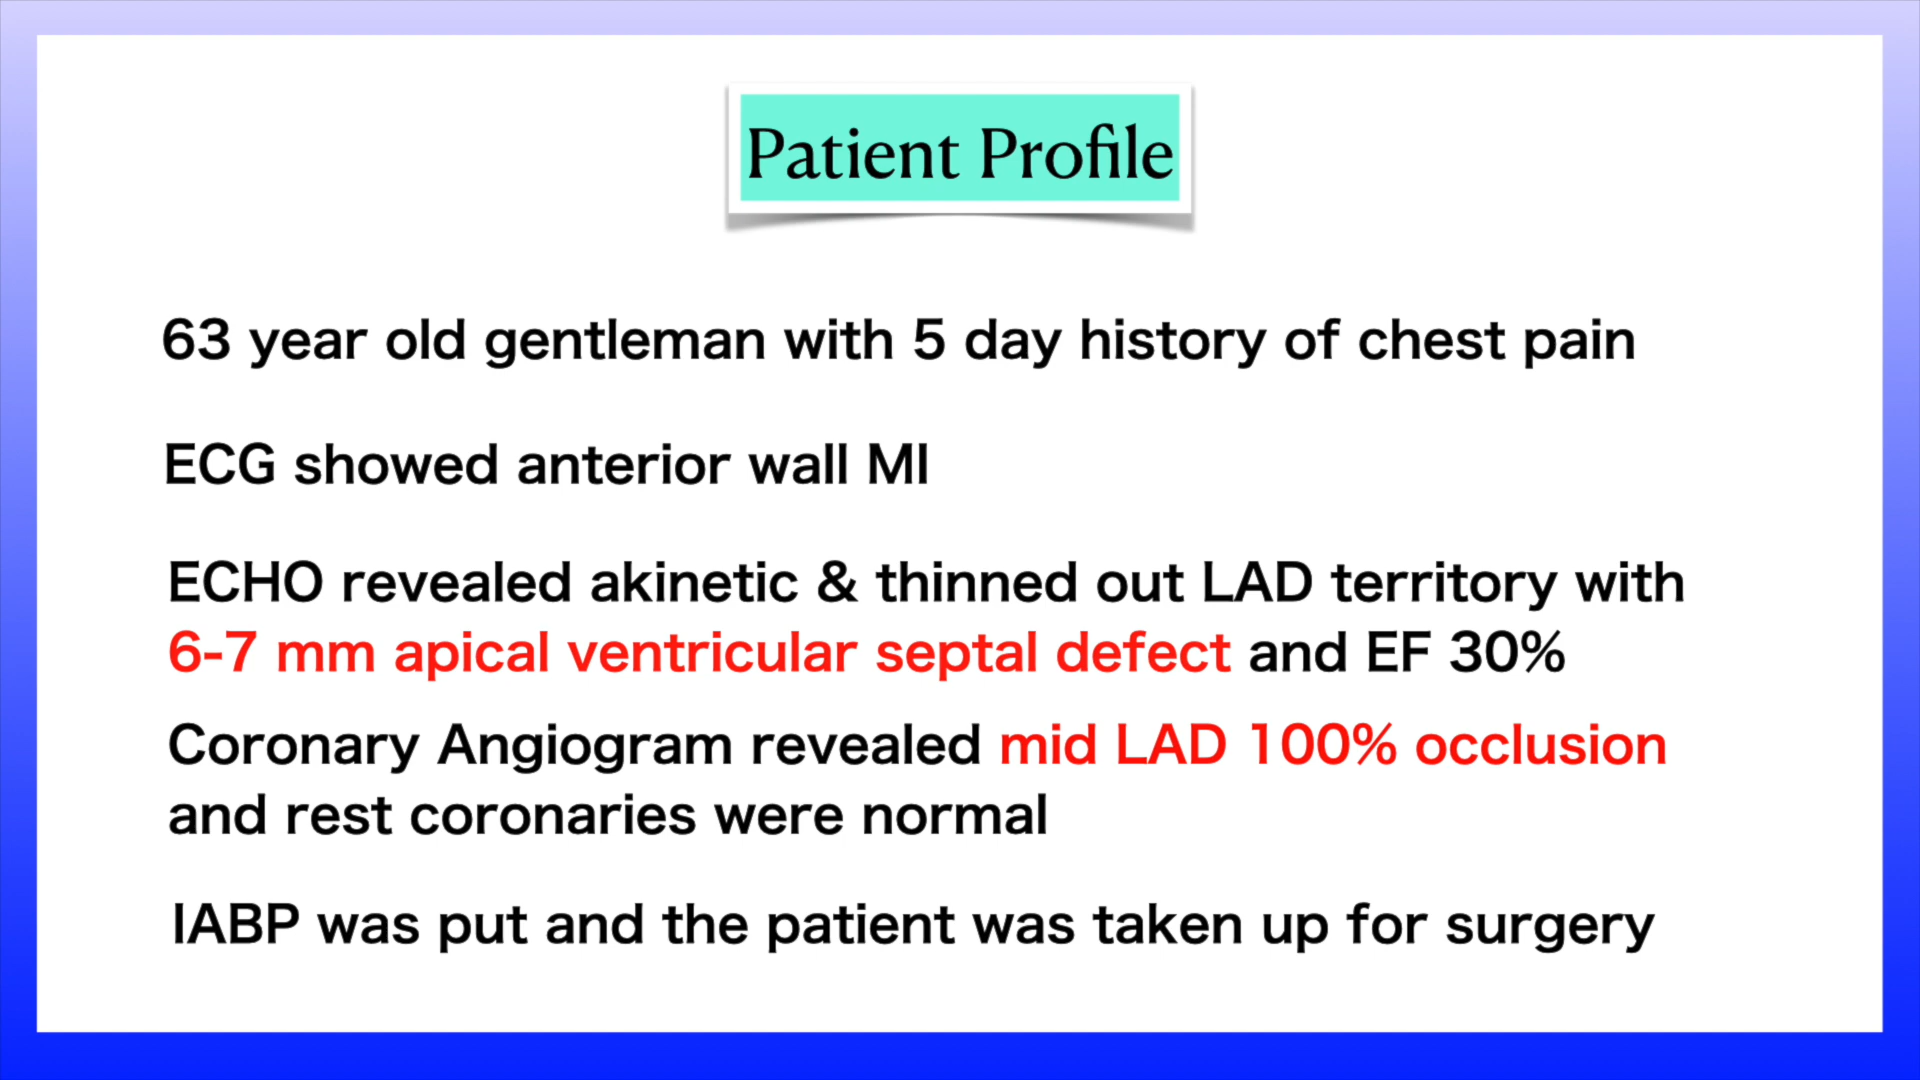 Patient Profile
63 year old gentleman with 5 day history of chest pain
ECG showed anterior wall MI
ECHO revealed akinetic & thinned out LAD territory with
6-7 mm apical ventricular septal defect and EF 30%
Coronary Angiogram revealed mid LAD 100% occlusion
and rest coronaries were normal
IABP was put and the patient was taken up for surgery